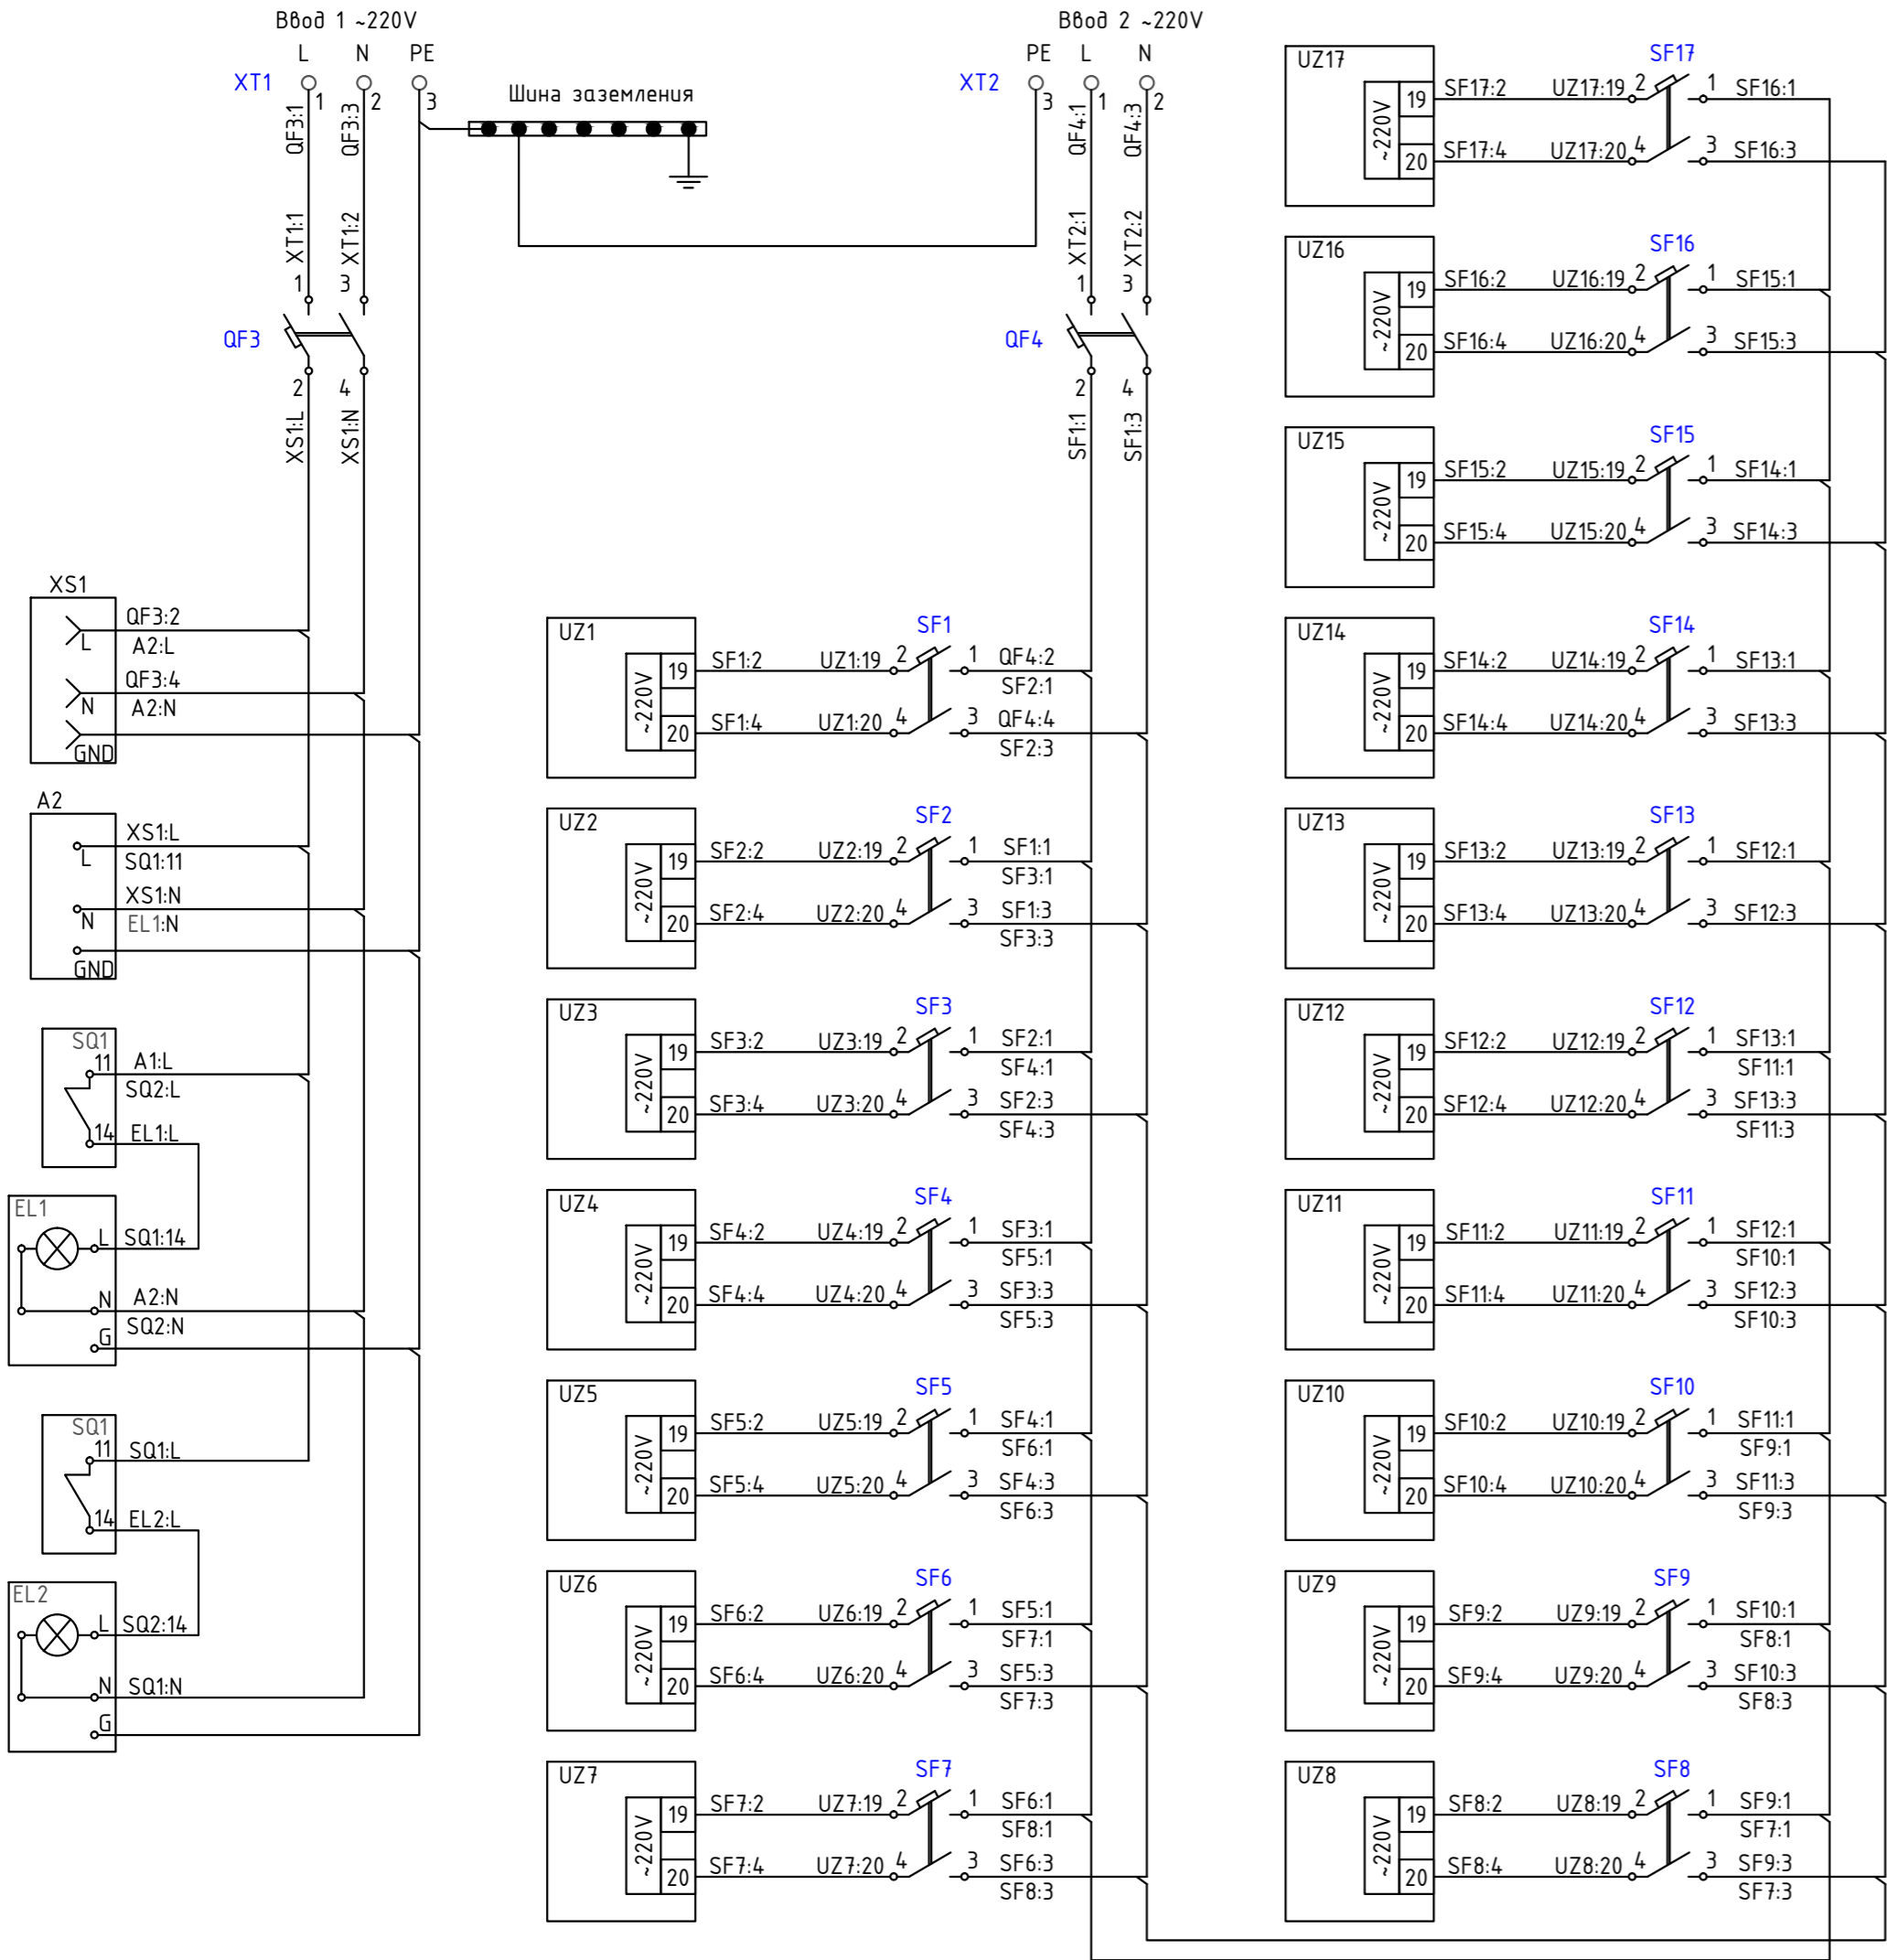 Ввод 1 ~220V
L N PE
XT1
1 2 3
QF3:1
QF3:3
Шина заземления
XT1:1
XT1:2
1 3
QF3
2 4
XS1:L
XS1:N
XS1
QF3:2
L
A2:L
QF3:4
N
A2:N
GND
A2
XS1:L
L
SQ1:11
XS1:N
N
EL1:N
GND
SQ1
11 A1:L
SQ2:L
14 EL1:L
EL1
L SQ1:14
N A2:N
SQ2:N
G
SQ1
11 SQ1:L
14 EL2:L
EL2
L SQ2:14
N SQ1:N
G
Ввод 2 ~220V
PE L N
XT2
3 1 2
QF4:1
QF4:3
XT2:1
XT2:2
1 3
QF4
2 4
SF1:1
SF1:3
UZ1
SF1
~220V
19 SF1:2 UZ1:19 2 1 QF4:2
SF2:1
20 SF1:4 UZ1:20 4 3 QF4:4
SF2:3
UZ2
SF2
~220V
19 SF2:2 UZ2:19 2 1 SF1:1
SF3:1
20 SF2:4 UZ2:20 4 3 SF1:3
SF3:3
UZ3
SF3
~220V
19 SF3:2 UZ3:19 2 1 SF2:1
SF4:1
20 SF3:4 UZ3:20 4 3 SF2:3
SF4:3
UZ4
SF4
~220V
19 SF4:2 UZ4:19 2 1 SF3:1
SF5:1
20 SF4:4 UZ4:20 4 3 SF3:3
SF5:3
UZ5
SF5
~220V
19 SF5:2 UZ5:19 2 1 SF4:1
SF6:1
20 SF5:4 UZ5:20 4 3 SF4:3
SF6:3
UZ6
SF6
~220V
19 SF6:2 UZ6:19 2 1 SF5:1
SF7:1
20 SF6:4 UZ6:20 4 3 SF5:3
SF7:3
UZ7
SF7
~220V
19 SF7:2 UZ7:19 2 1 SF6:1
SF8:1
20 SF7:4 UZ7:20 4 3 SF6:3
SF8:3
UZ17
SF17
~220V
19 SF17:2 UZ17:19 2 1 SF16:1
20 SF17:4 UZ17:20 4 3 SF16:3
UZ16
SF16
~220V
19 SF16:2 UZ16:19 2 1 SF15:1
20 SF16:4 UZ16:20 4 3 SF15:3
UZ15
SF15
~220V
19 SF15:2 UZ15:19 2 1 SF14:1
20 SF15:4 UZ15:20 4 3 SF14:3
UZ14
SF14
~220V
19 SF14:2 UZ14:19 2 1 SF13:1
20 SF14:4 UZ14:20 4 3 SF13:3
UZ13
SF13
~220V
19 SF13:2 UZ13:19 2 1 SF12:1
20 SF13:4 UZ13:20 4 3 SF12:3
UZ12
SF12
~220V
19 SF12:2 UZ12:19 2 1 SF13:1
SF11:1
20 SF12:4 UZ12:20 4 3 SF13:3
SF11:3
UZ11
SF11
~220V
19 SF11:2 UZ11:19 2 1 SF12:1
SF10:1
20 SF11:4 UZ11:20 4 3 SF12:3
SF10:3
UZ10
SF10
~220V
19 SF10:2 UZ10:19 2 1 SF11:1
SF9:1
20 SF10:4 UZ10:20 4 3 SF11:3
SF9:3
UZ9
SF9
~220V
19 SF9:2 UZ9:19 2 1 SF10:1
SF8:1
20 SF9:4 UZ9:20 4 3 SF10:3
SF8:3
UZ8
SF8
~220V
19 SF8:2 UZ8:19 2 1 SF9:1
SF7:1
20 SF8:4 UZ8:20 4 3 SF9:3
SF7:3